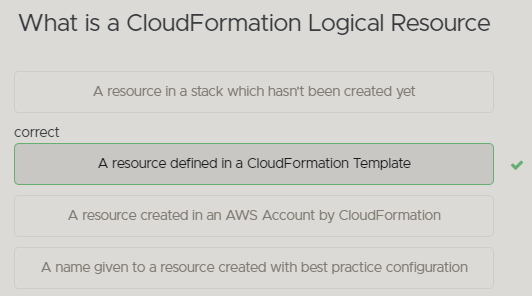 What is a CloudFormation Logical Resource
A resource in a stack which hasn't been created yet
correct
A resource defined in a CloudFormation Template
A resource created in an AWS Account by CloudFormation
A name given to a resource created with best practice configuration